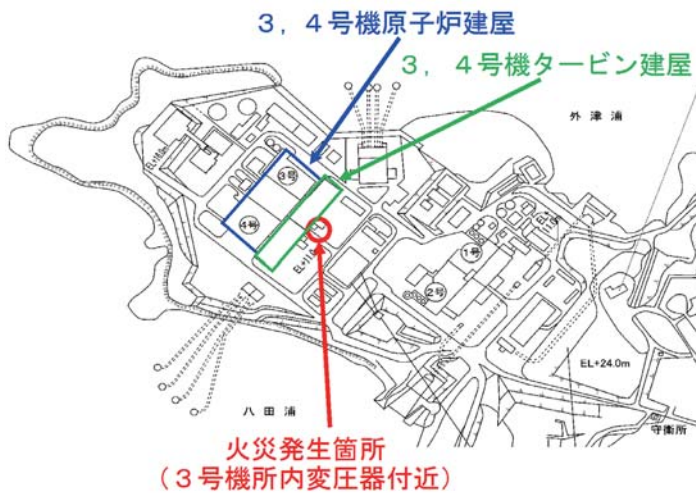 ３，４号機原子炉建屋
３，４号機タービン建屋
外津浦
３号
４号
１号
２号
EL+24.0m
八田浦
守衛所
火災発生箇所
（３号機所内変圧器付近）